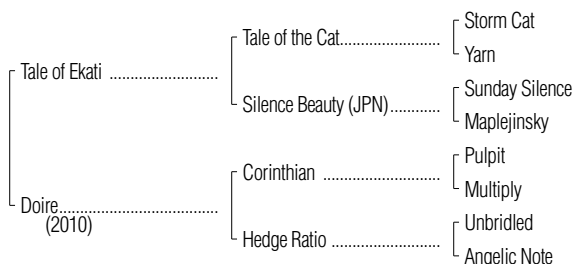 Storm Cat
Tale of the Cat......................
Yarn
Tale of Ekati ........................
Sunday Silence
Silence Beauty (JPN)...........
Maplejinsky
Pulpit
Corinthian .........................
Multiply
Doire....................................
(2010)
Unbridled
Hedge Ratio ........................
Angelic Note